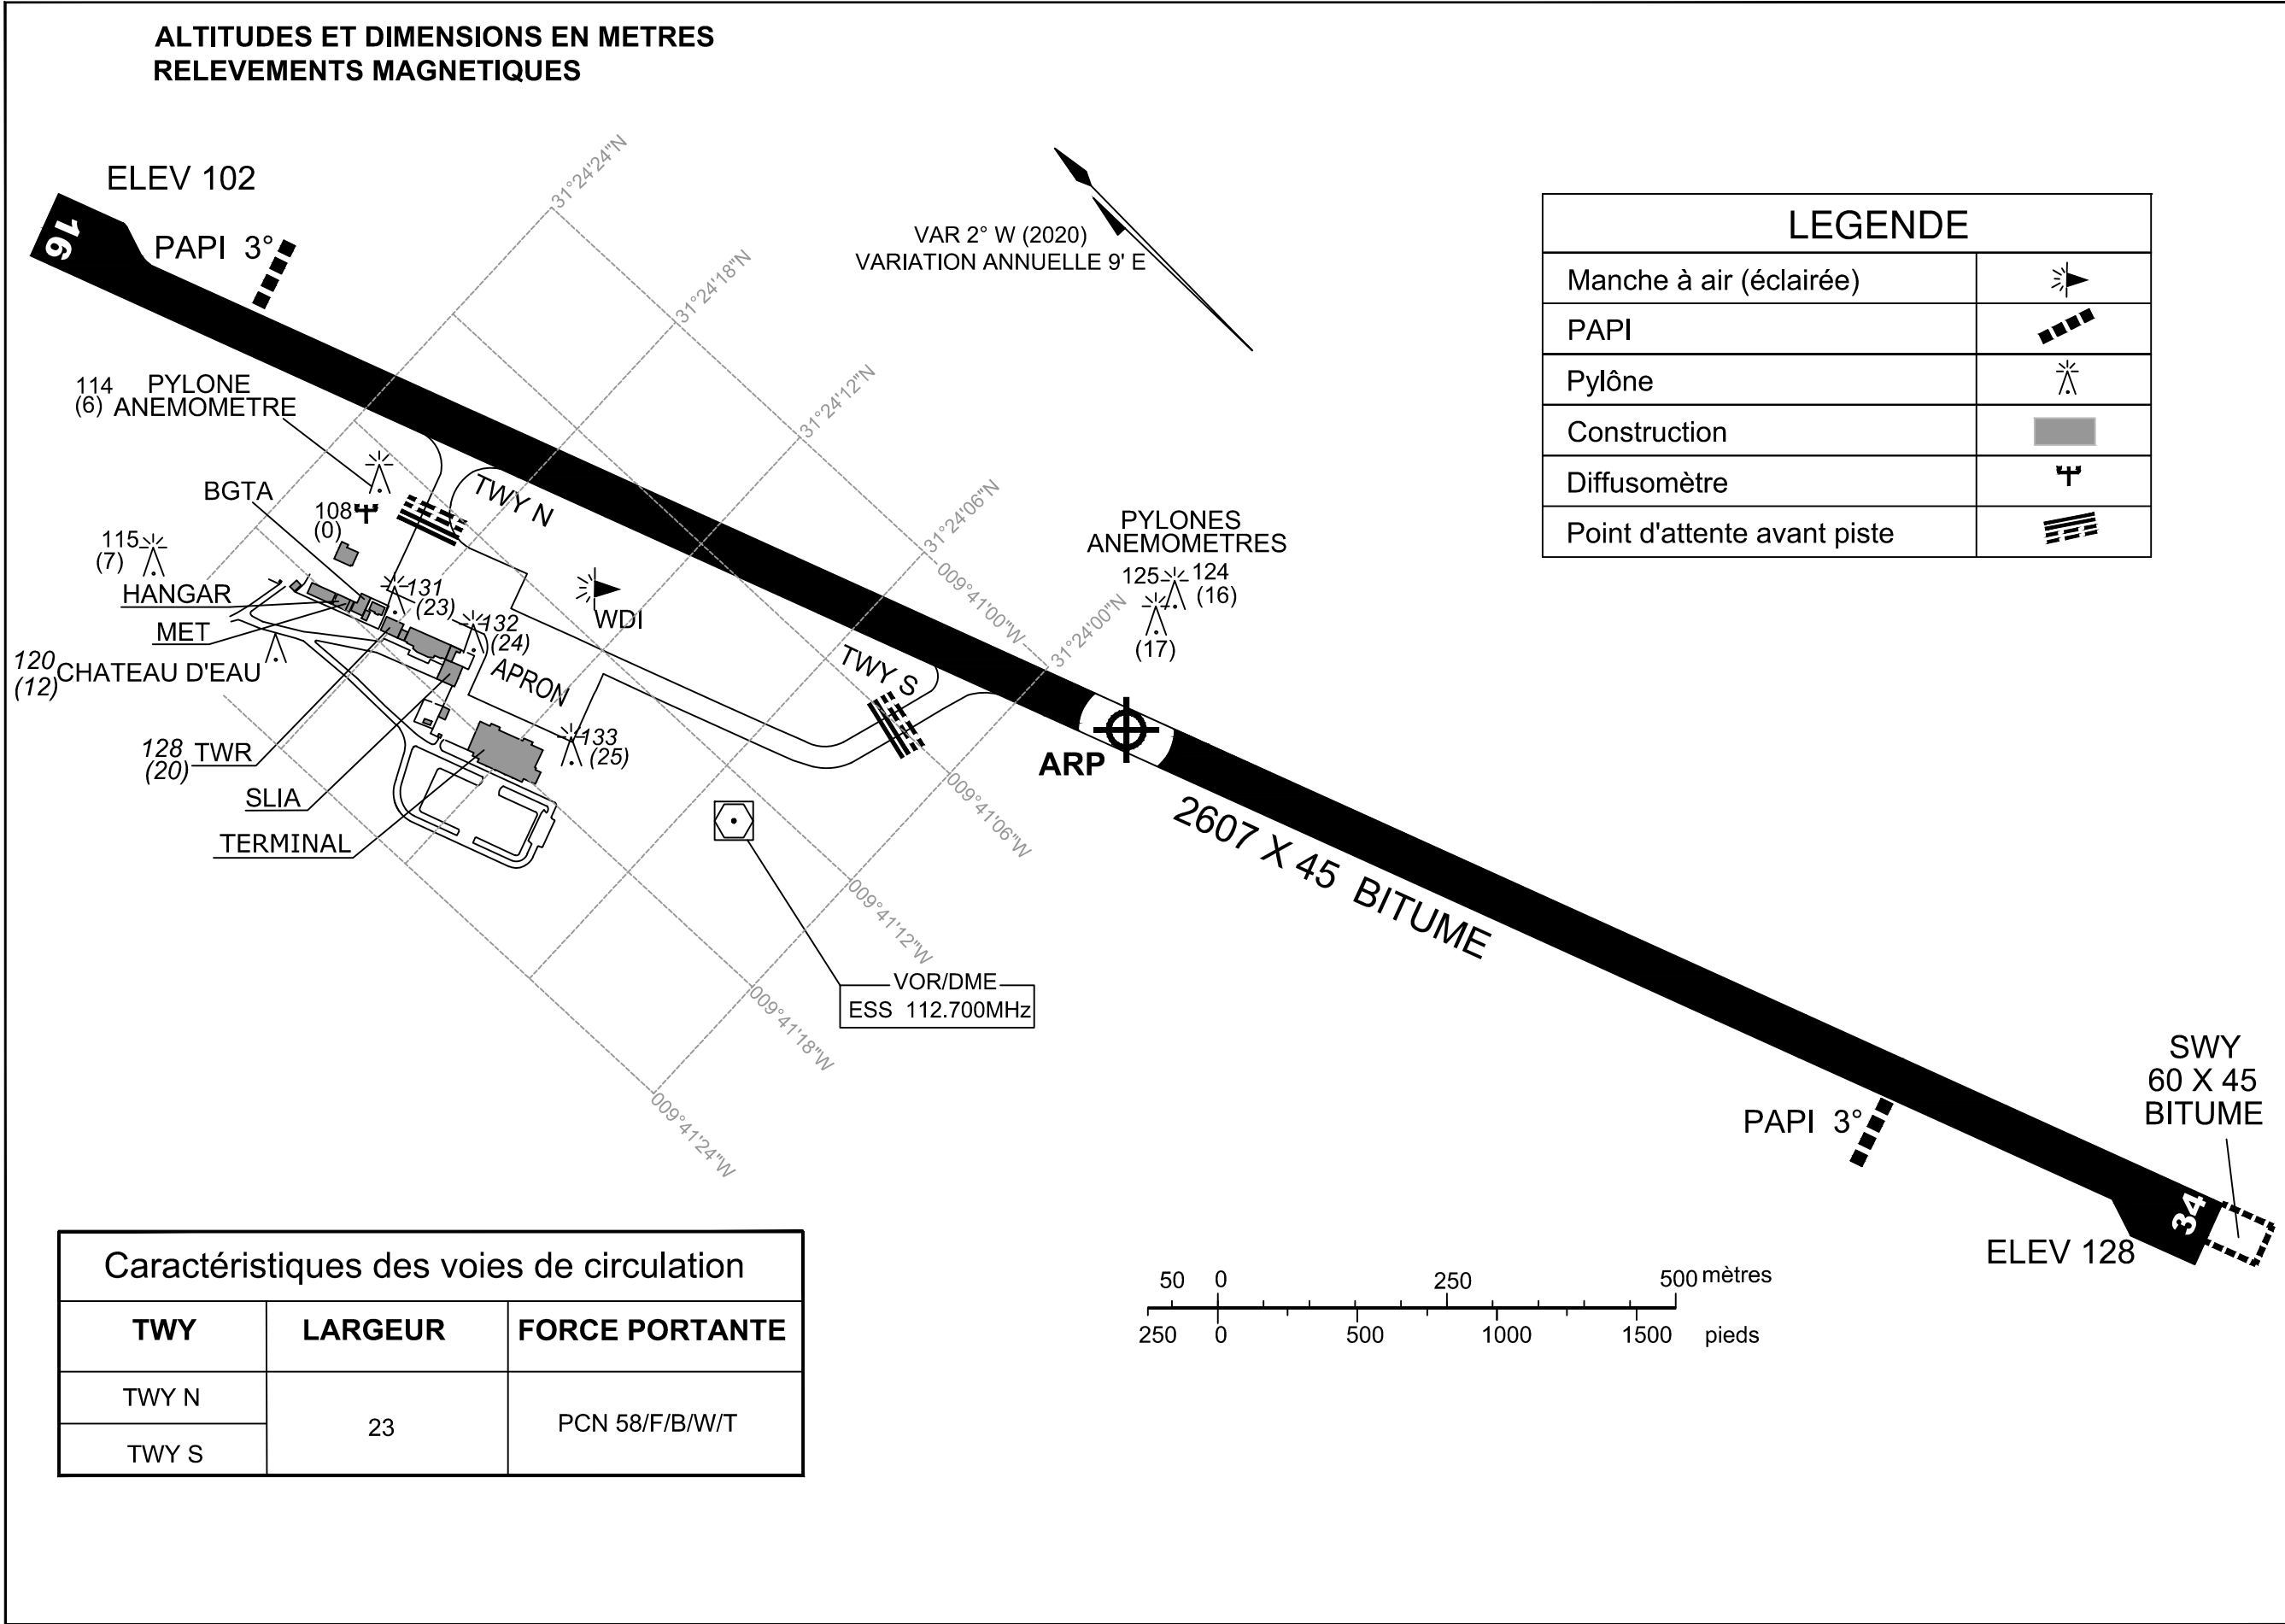 ALTITUDES ET DIMENSIONS EN METRES
RELEVEMENTS MAGNETIQUES
ELEV 102
16
PAPI 3°
31°24'24"N
31°24'18"N
31°24'12"N
31°24'06"N
31°24'00"N
009°41'00"W
009°41'06"W
009°41'12"W
009°41'18"W
009°41'24"W
VAR 2° W (2020)
VARIATION ANNUELLE 9' E
LEGENDE
Manche à air (éclairée)
PAPI
Pylône
Construction
Diffusomètre
Point d'attente avant piste
114
(6)
PYLONE
ANEMOMETRE
BGTA
108
(0)
115
(7)
HANGAR
MET
120
(12)
CHATEAU D'EAU
128
(20)
TWR
SLIA
TERMINAL
131
(23)
132
(24)
133
(25)
TWY N
WDI
APRON
TWY S
PYLONES
ANEMOMETRES
125
124
(16)
(17)
ARP
2607 X 45 BITUME
VOR/DME
ESS 112.700MHz
PAPI 3°
SWY
60 X 45
BITUME
34
ELEV 128
Caractéristiques des voies de circulation
TWY LARGEUR FORCE PORTANTE
TWY N
23 PCN 58/F/B/W/T
TWY S
50 0 250 500 mètres
250 0 500 1000 1500 pieds